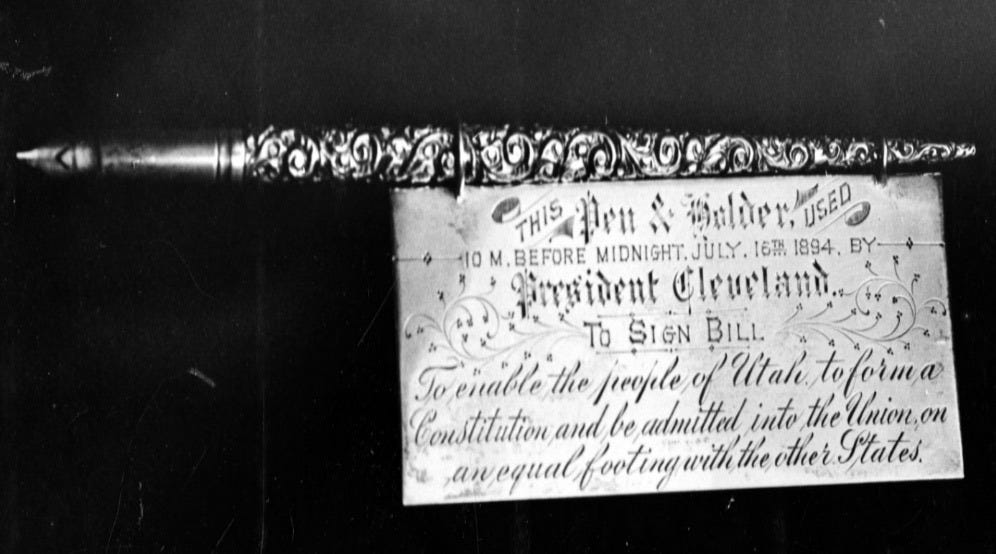 THIS Pen & Holder, USED
10 M. BEFORE MIDNIGHT, JULY. 16TH 1894, BY
President Cleveland.
TO SIGN BILL
To enable the people of Utah to form a
Constitution and be admitted into the Union, on
an equal footing with the other States.